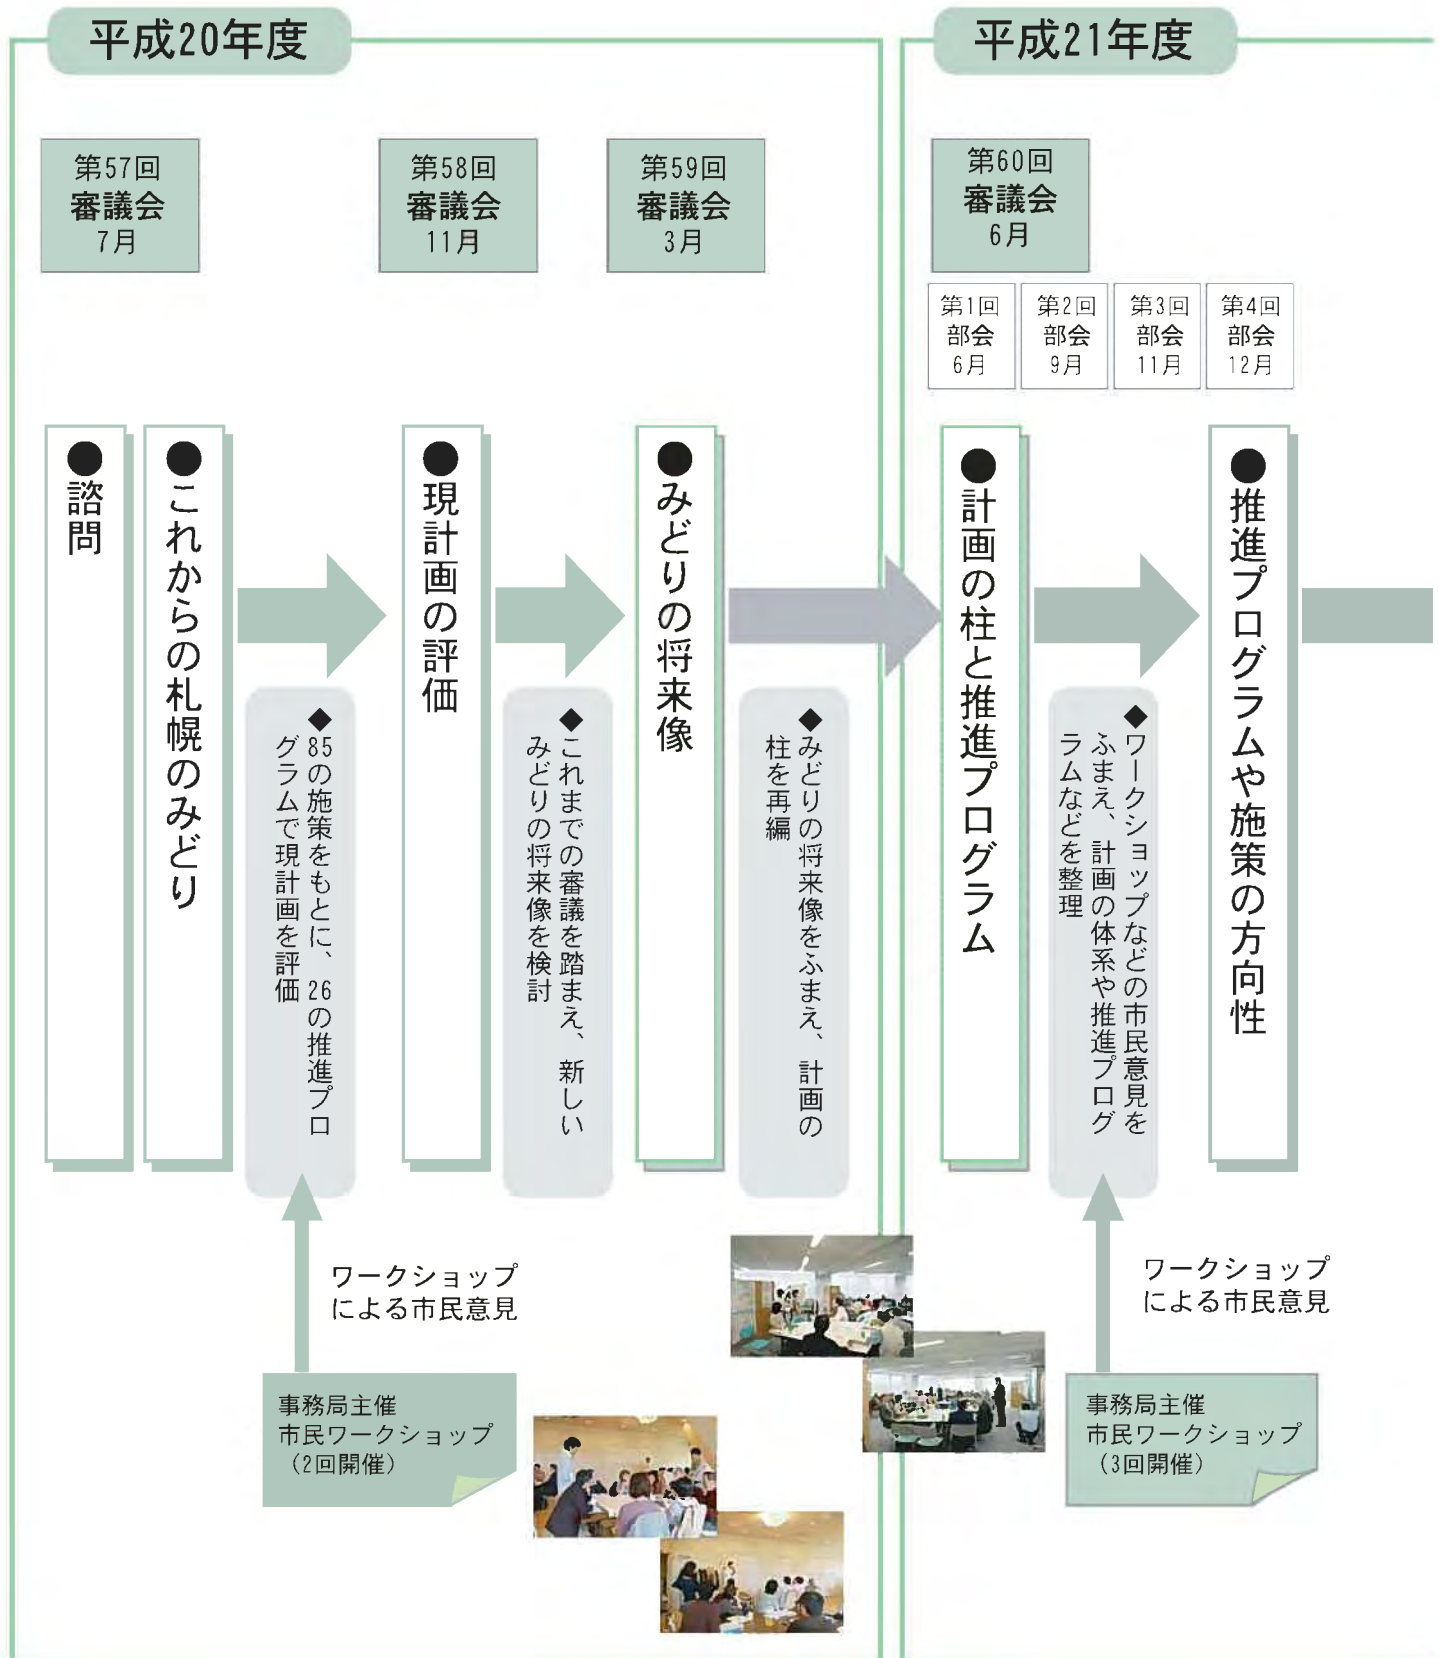 平成20年度
平成21年度
第57回
審議会
7月
第58回
審議会
11月
第59回
審議会
3月
第60回
審議会
6月
第1回
部会
6月
第2回
部会
9月
第3回
部会
11月
第4回
部会
12月
●諮問
●これからの札幌のみどり
●現計画の評価
●みどりの将来像
●計画の柱と推進プログラム
●推進プログラムや施策の方向性
◆85の施策をもとに、26の推進プロ
グラムで現計画を評価
◆これまでの審議を踏まえ、新しい
みどりの将来像を検討
◆みどりの将来像をふまえ、計画の
柱を再編
◆ワークショップなどの市民意見を
ふまえ、計画の体系や推進プログ
ラムなどを整理
ワークショップ
による市民意見
事務局主催
市民ワークショップ
（2回開催）
ワークショップ
による市民意見
事務局主催
市民ワークショップ
（3回開催）